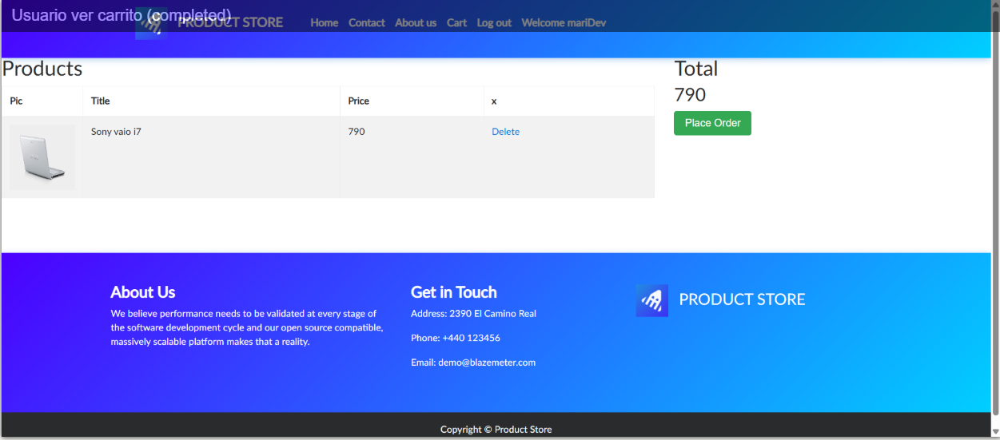 Usuario ver carrito (completed)
PRODUCT STORE
Home Contact About us Cart Log out Welcome mariDev
Products
Pic Title Price x
Sony vaio i7 790 Delete
Total
790
Place Order
About Us
We believe performance needs to be validated at every stage of
the software development cycle and our open source compatible,
massively scalable platform makes that a reality.
Get in Touch
Address: 2390 El Camino Real
Phone: +440 123456
Email: demo@blazemeter.com
PRODUCT STORE
Copyright © Product Store